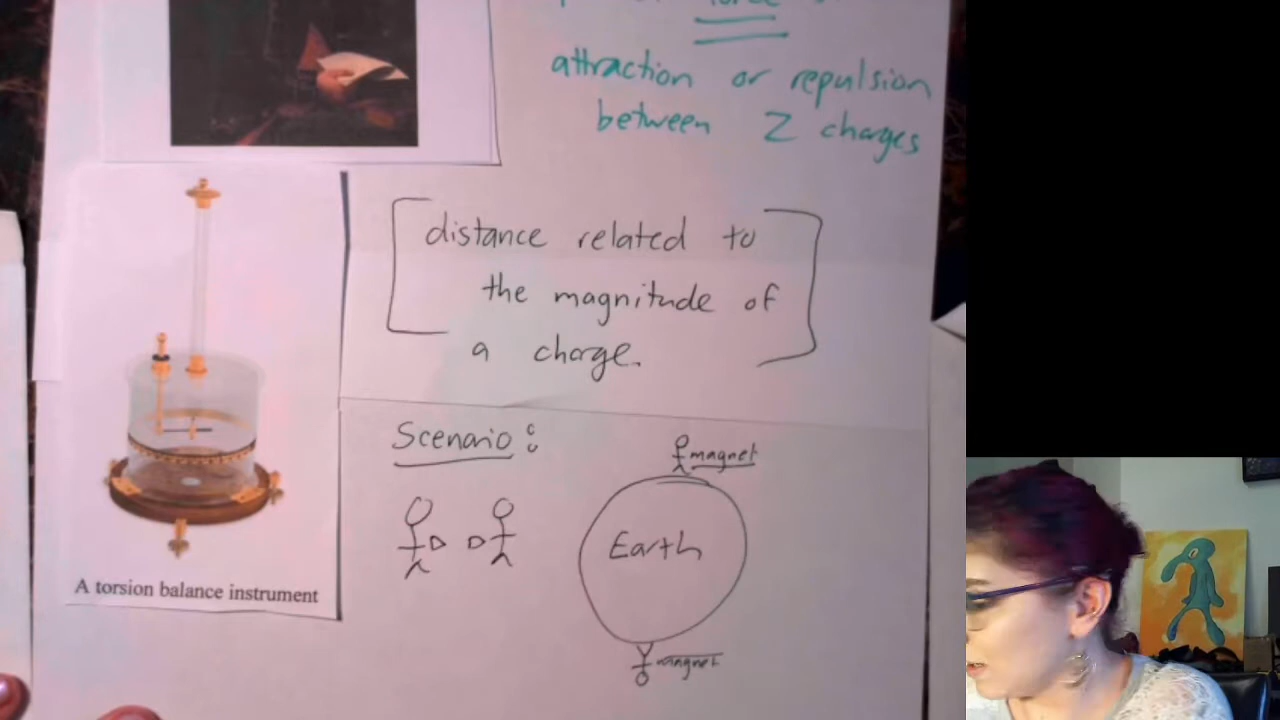 force
attraction or repulsion
between 2 charges
distance related to
the magnitude of
a charge.
Scenario:
magnet
Earth
magnet
A torsion balance instrument